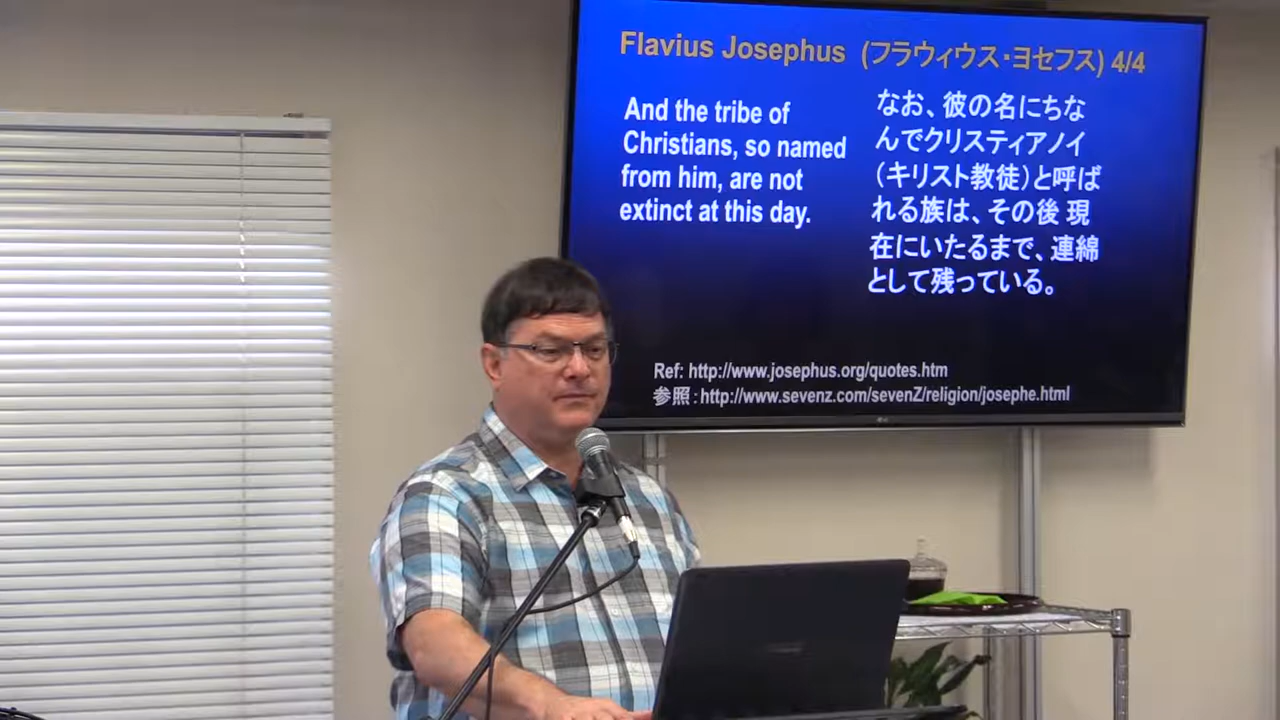 Flavius Josephus (フラウィウス・ヨセフス) 4/4
And the tribe of
Christians, so named
from him, are not
extinct at this day.
なお、彼の名にちな
んでクリスティアノイ
（キリスト教徒）と呼ば
れる族は、その後 現
在にいたるまで、連綿
として残っている。
Ref: http://www.josephus.org/quotes.htm
参照：http://www.sevenz.com/sevenZ/religion/josephe.html
LG